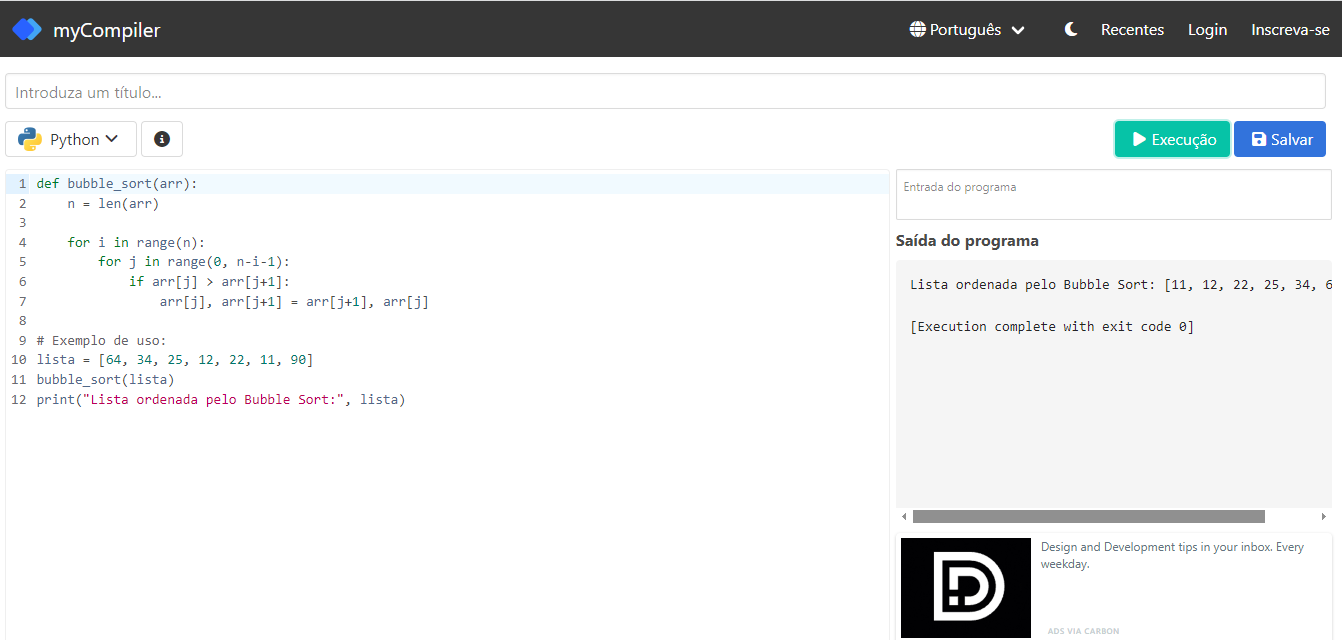 myCompiler
Português
Recentes
Login
Inscreva-se
Introduza um título...
Python
Execução
Salvar
1 def bubble_sort(arr):
2     n = len(arr)
3
4     for i in range(n):
5         for j in range(0, n-i-1):
6             if arr[j] > arr[j+1]:
7                 arr[j], arr[j+1] = arr[j+1], arr[j]
8
9 # Exemplo de uso:
10 lista = [64, 34, 25, 12, 22, 11, 90]
11 bubble_sort(lista)
12 print("Lista ordenada pelo Bubble Sort:", lista)
Entrada do programa
Saída do programa
Lista ordenada pelo Bubble Sort: [11, 12, 22, 25, 34, 6
[Execution complete with exit code 0]
Design and Development tips in your inbox. Every
weekday.
ADS VIA CARBON